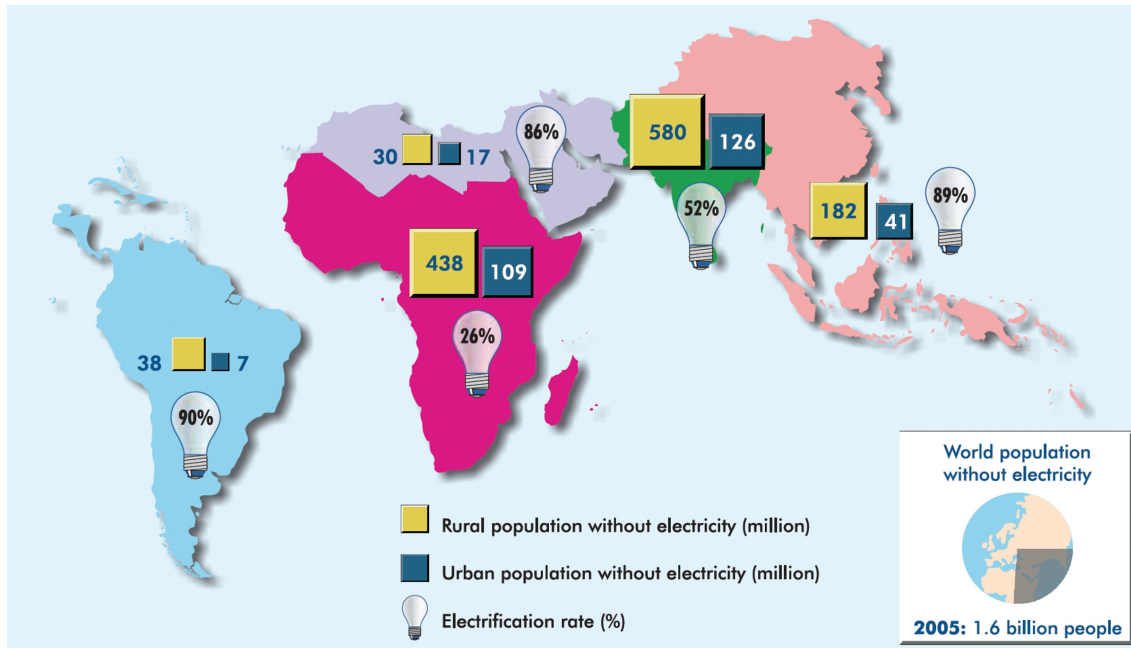 86%
580
126
30
17
52%
182
41
89%
438
109
26%
38
7
90%
World population
without electricity
2005: 1.6 billion people
Rural population without electricity (million)
Urban population without electricity (million)
Electrification rate (%)